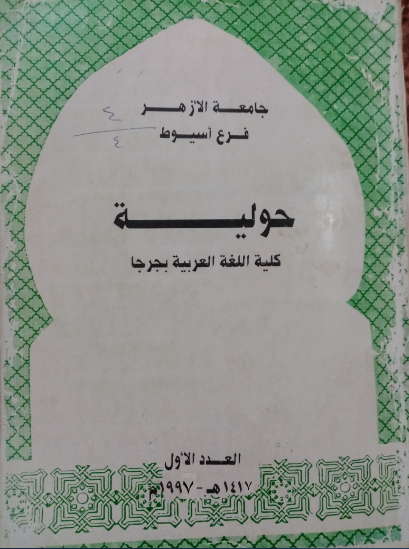 جامعة الأزهر
فرع أسيوط
٤
٤
حولية
كلية اللغة العربية بجرجا
العدد الأول
١٤١٧هـ - ١٩٩٧م